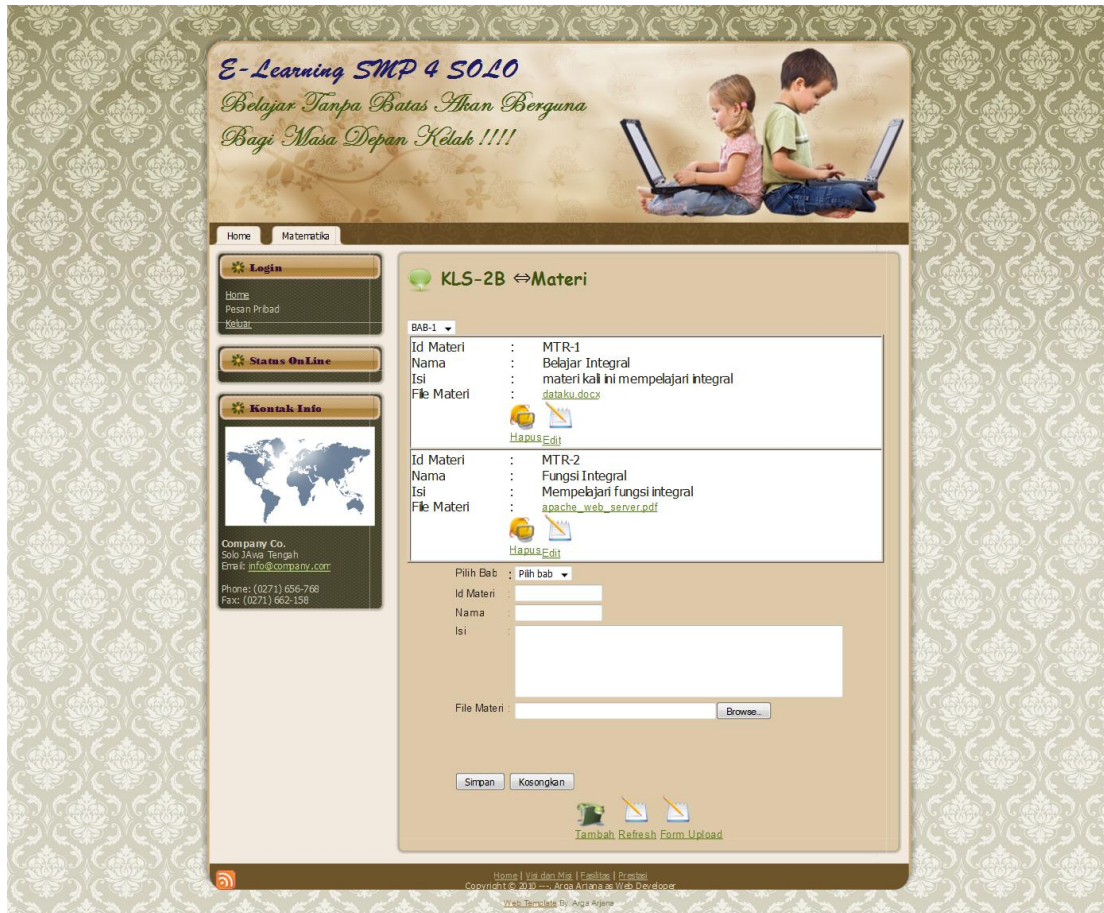 E-Learning SMP 4 SOLO
Belajar Tanpa Batas Akan Berguna
Bagi Masa Depan Kelak !!!!
Home Matematika
Login
Home
Pesan Pribad
Keluar
Status OnLine
Kontak Info
Company Co.
Solo JAwa Tengah
Email: info@company.com
Phone: (0271) 656-768
Fax: (0271) 662-158
KLS-2B ⇔Materi
BAB-1
Id Materi : MTR-1
Nama : Belajar Integral
Isi : materi kali ini mempelajari integral
File Materi : dataku.docx
Hapus Edit
Id Materi : MTR-2
Nama : Fungsi Integral
Isi : Mempelajari fungsi integral
File Materi : apache_web_server.pdf
Hapus Edit
Pilih Bab : Pilih bab
Id Materi :
Nama :
Isi :
File Materi : Browse...
Simpan Kosongkan
Tambah Refresh Form Upload
Home | Visi dan Misi | Fasilitas | Prestasi
Copyright © 2010 ---. Arga Ariana as Web Developer
Web Template By Arga Arjana